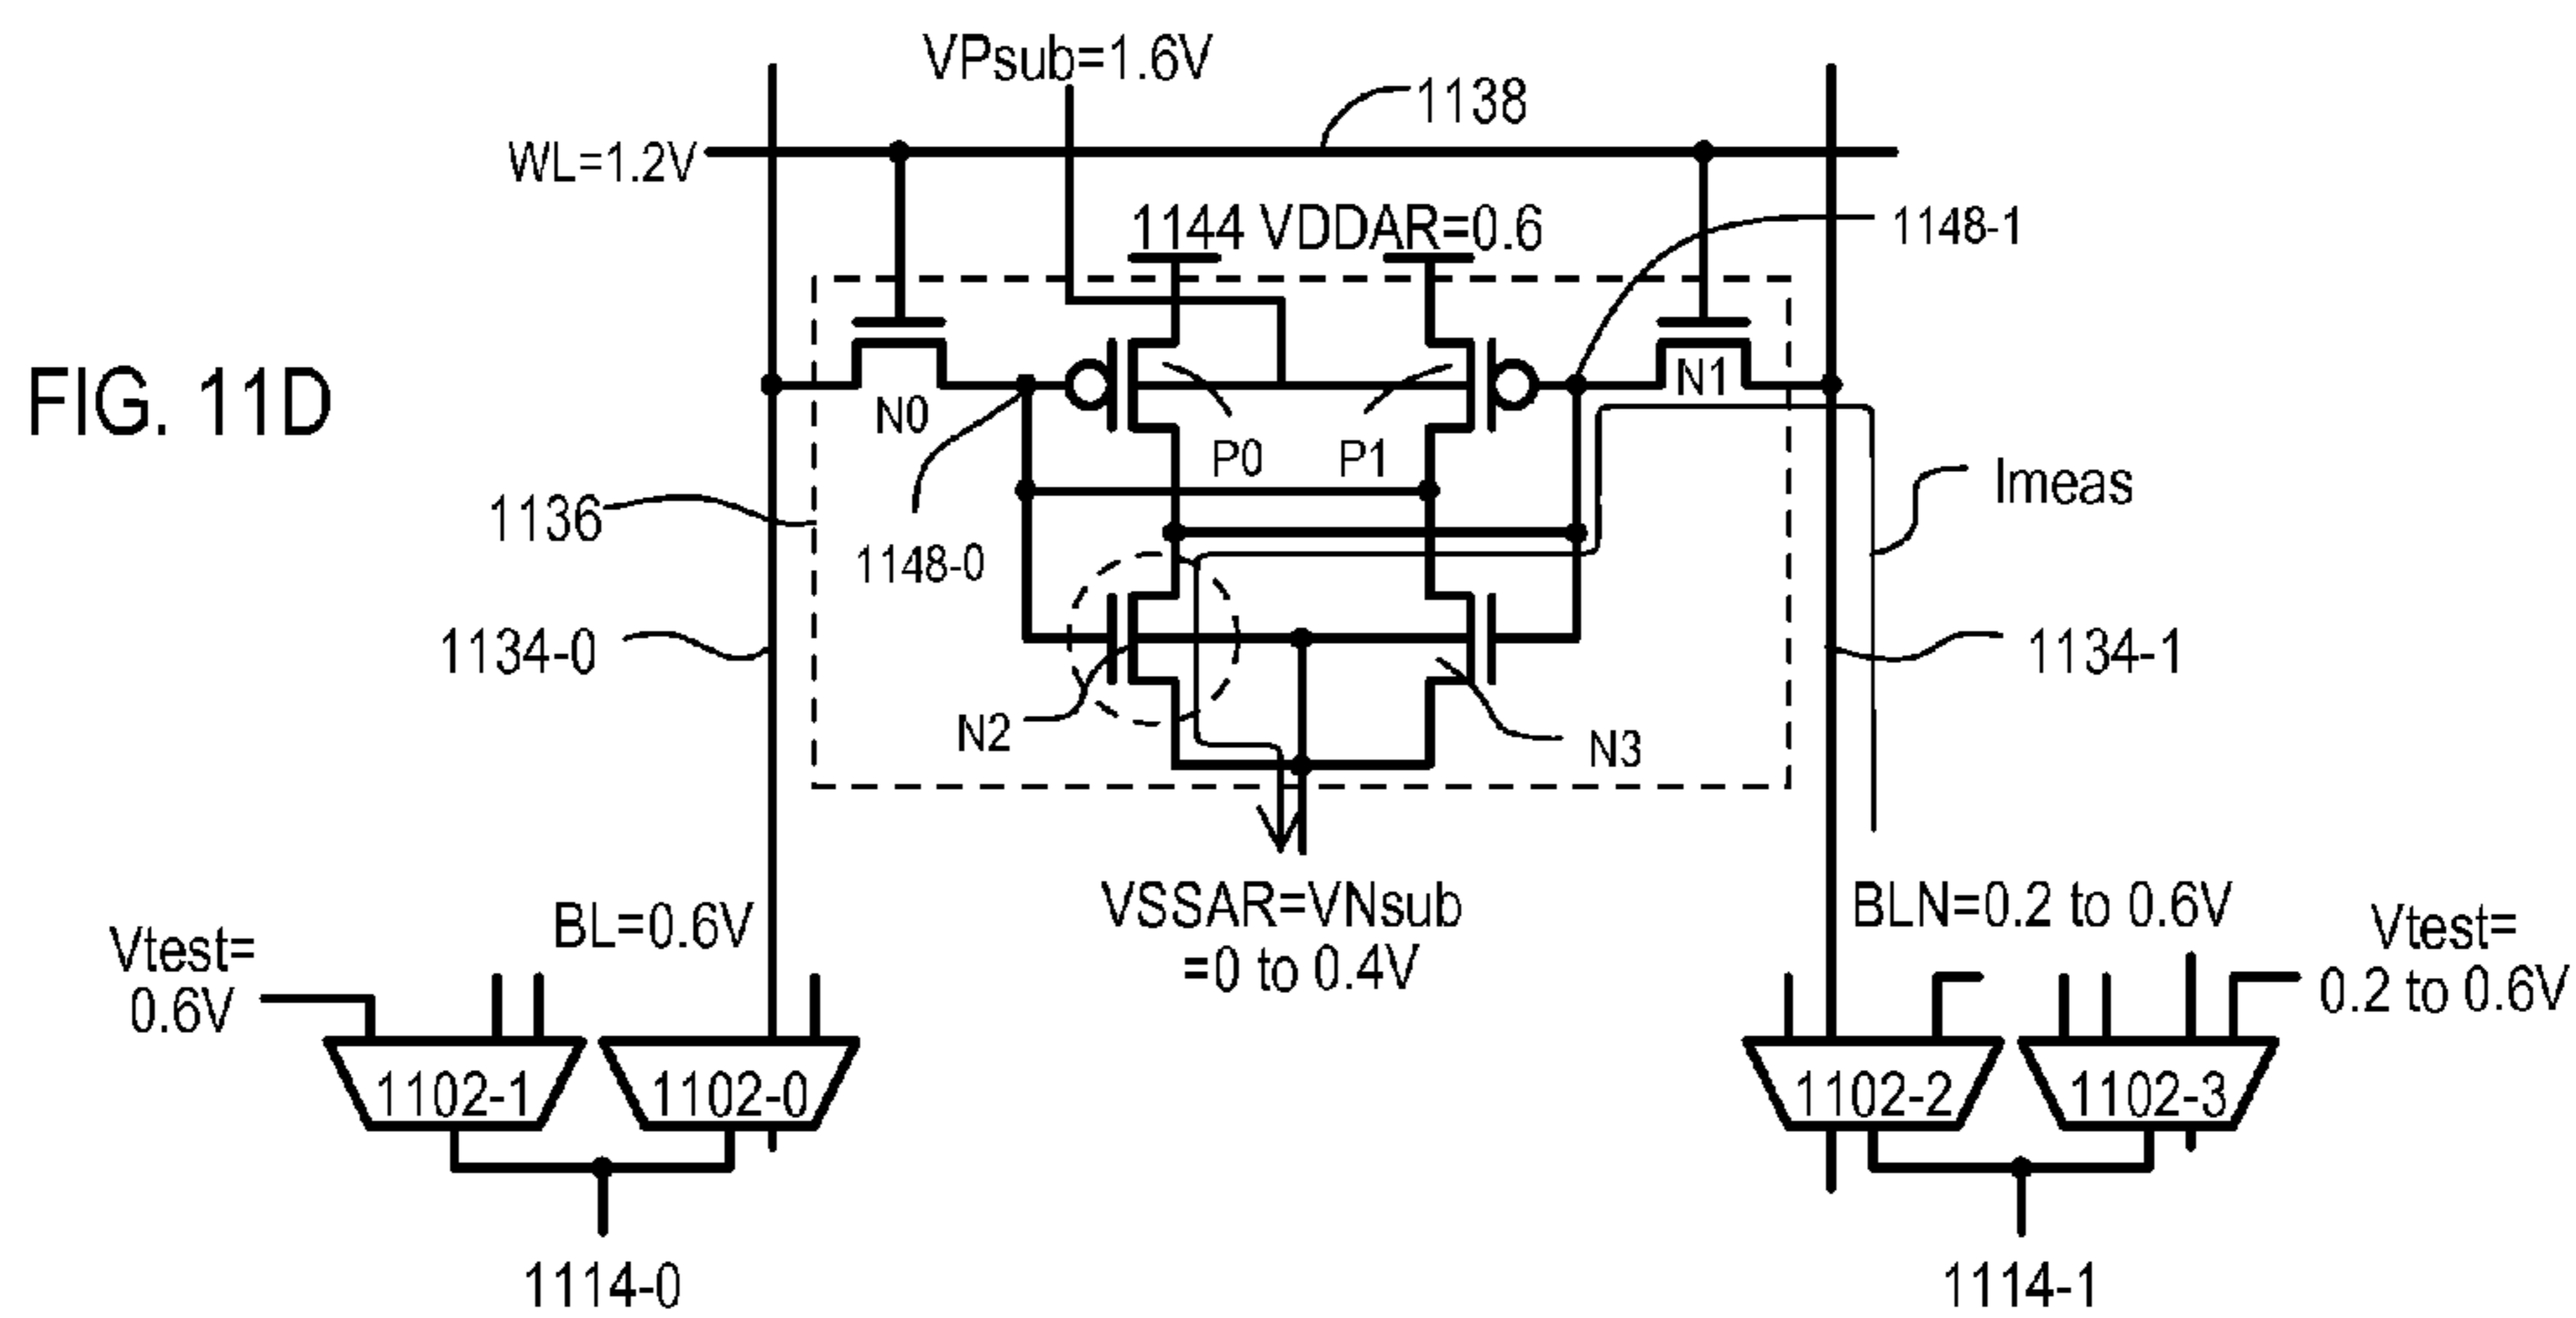 VPsub=1.6V
1138
WL=1.2V
1144 VDDAR=0.6
1148-1
FIG. 11D
N0
N1
P0
P1
Imeas
1136
1148-0
1134-0
1134-1
N2
N3
VSSAR=VNsub
=0 to 0.4V
BL=0.6V
BLN=0.2 to 0.6V
Vtest=
0.6V
Vtest=
0.2 to 0.6V
1102-1
1102-0
1102-2
1102-3
1114-0
1114-1